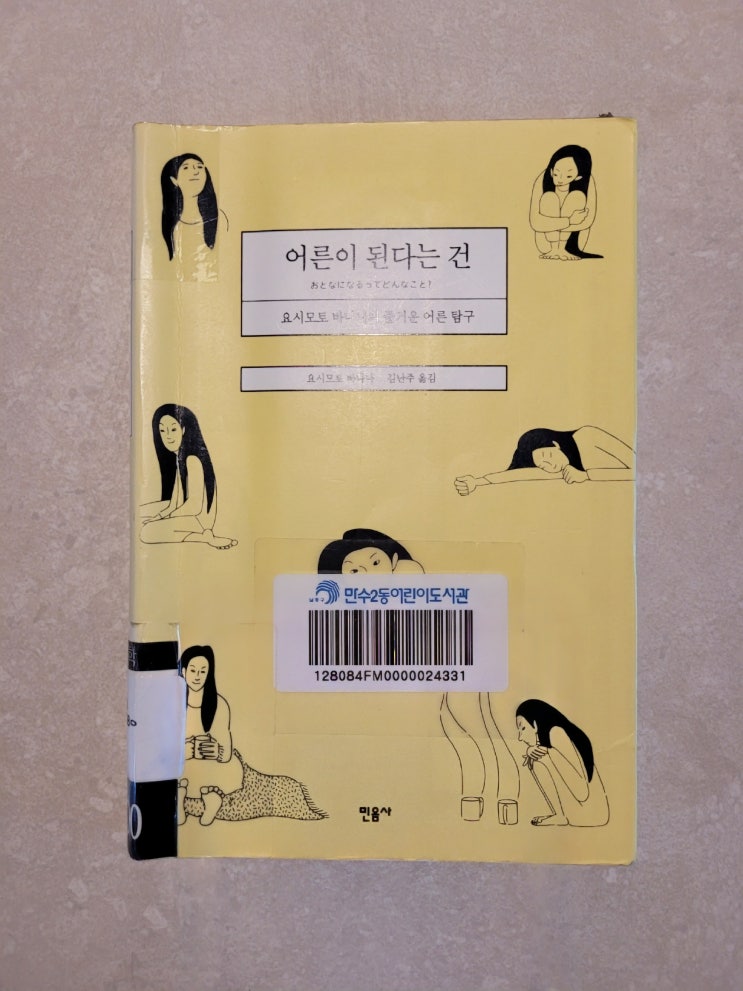 어른이 된다는 건
おとなになるってどんなこと?
요시모토 바나나의 즐거운 어른 탐구
요시모토 바나나 김난주 옮김
만수2동어린이도서관
128084FM0000024331
민음사